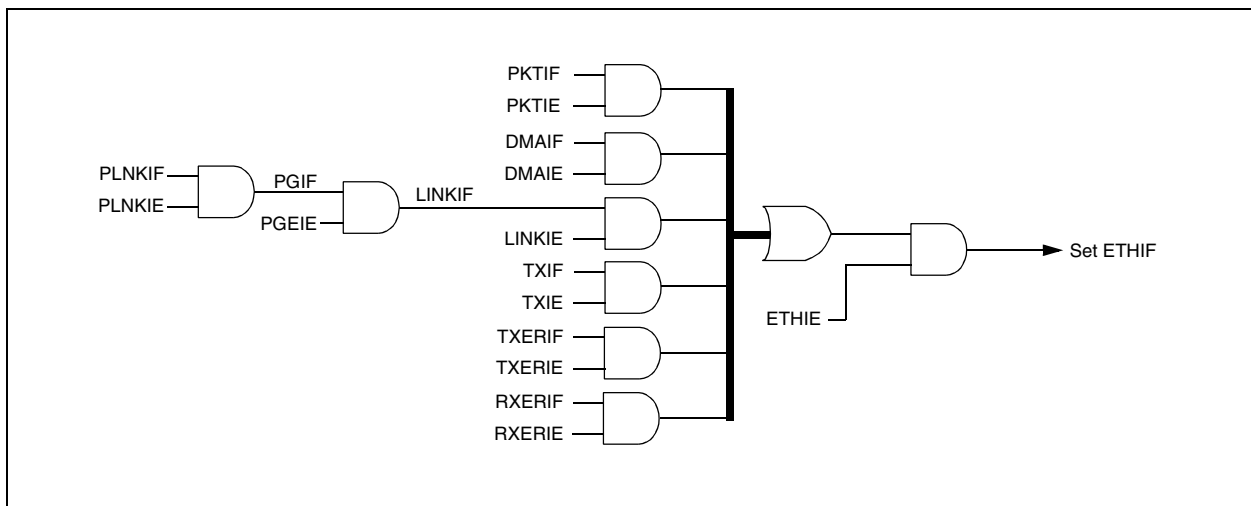 PKTIF
PKTIE
DMAIF
DMAIE
PLNKIF
PLNKIE
PGIF
PGEIE
LINKIF
LINKIE
TXIF
TXIE
TXERIF
TXERIE
RXERIF
RXERIE
ETHIE
Set ETHIF